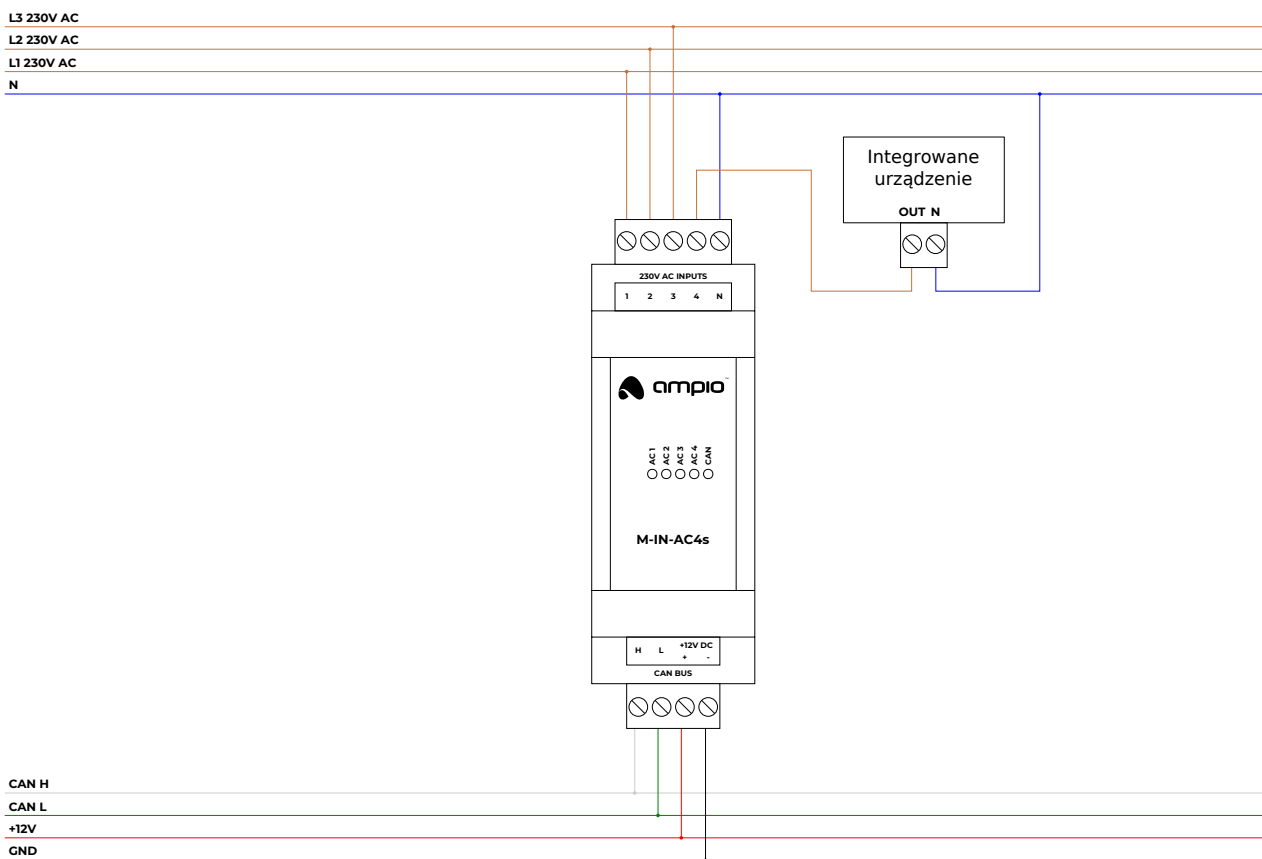 L3 230V AC
L2 230V AC
L1 230V AC
N
Integrowane
urządzenie
OUT N
230V AC INPUTS
1 2 3 4 N
ampio
AC 1 AC 2 AC 3 AC 4 CAN
M-IN-AC4s
H L +12V DC
+ -
CAN BUS
CAN H
CAN L
+12V
GND